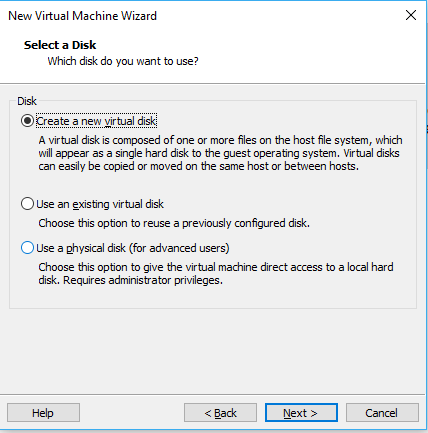 New Virtual Machine Wizard
Select a Disk
Which disk do you want to use?
Disk
Create a new virtual disk
A virtual disk is composed of one or more files on the host file system, which
will appear as a single hard disk to the guest operating system. Virtual disks
can easily be copied or moved on the same host or between hosts.
Use an existing virtual disk
Choose this option to reuse a previously configured disk.
Use a physical disk (for advanced users)
Choose this option to give the virtual machine direct access to a local hard
disk. Requires administrator privileges.
Help
< Back
Next >
Cancel